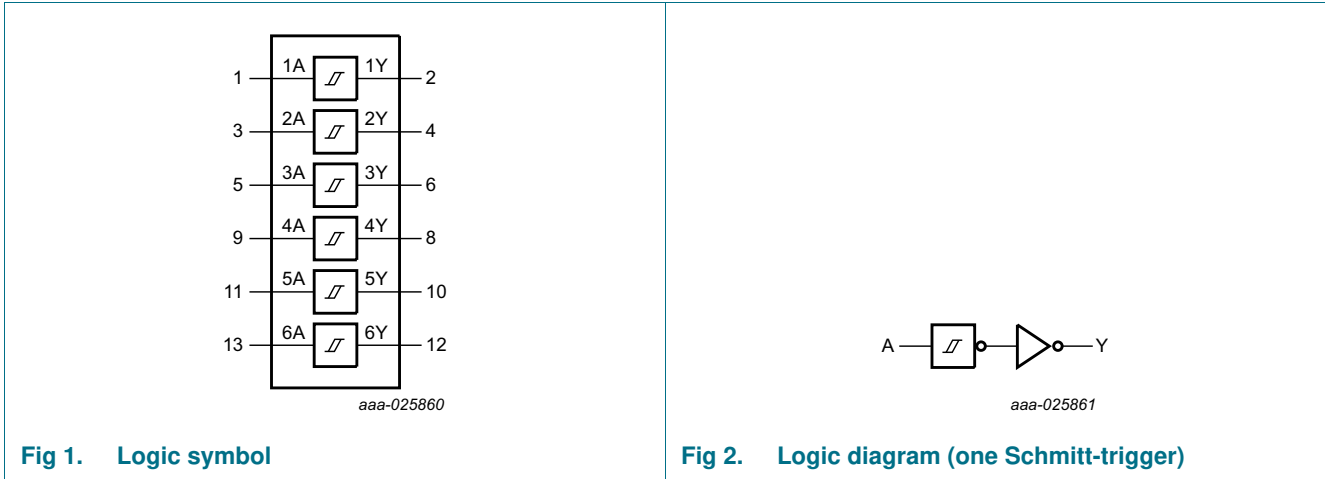 1 1A 1Y 2
3 2A 2Y 4
5 3A 3Y 6
9 4A 4Y 8
11 5A 5Y 10
13 6A 6Y 12
aaa-025860
Fig 1. Logic symbol
A Y
aaa-025861
Fig 2. Logic diagram (one Schmitt-trigger)